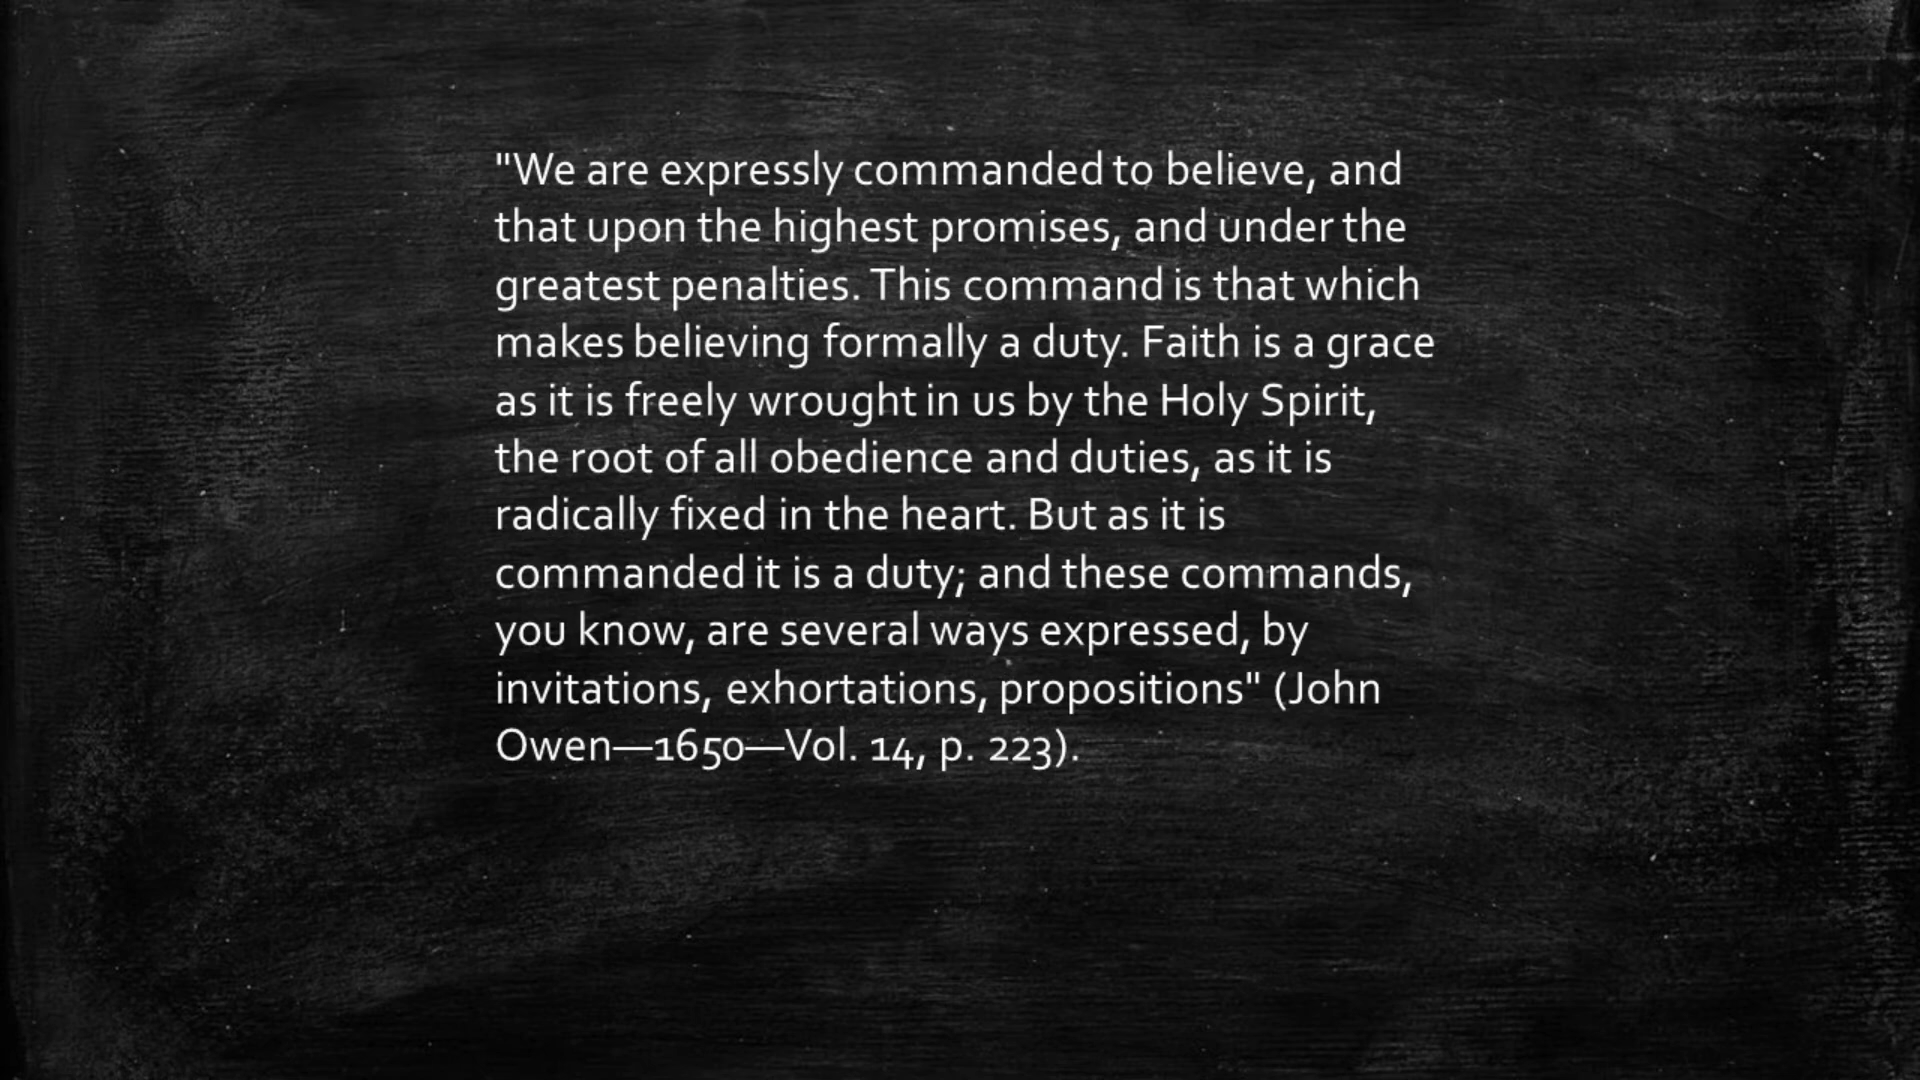 "We are expressly commanded to believe, and
that upon the highest promises, and under the
greatest penalties. This command is that which
makes believing formally a duty. Faith is a grace
as it is freely wrought in us by the Holy Spirit,
the root of all obedience and duties, as it is
radically fixed in the heart. But as it is
commanded it is a duty; and these commands,
you know, are several ways expressed, by
invitations, exhortations, propositions" (John
Owen—1650—Vol. 14, p. 223).